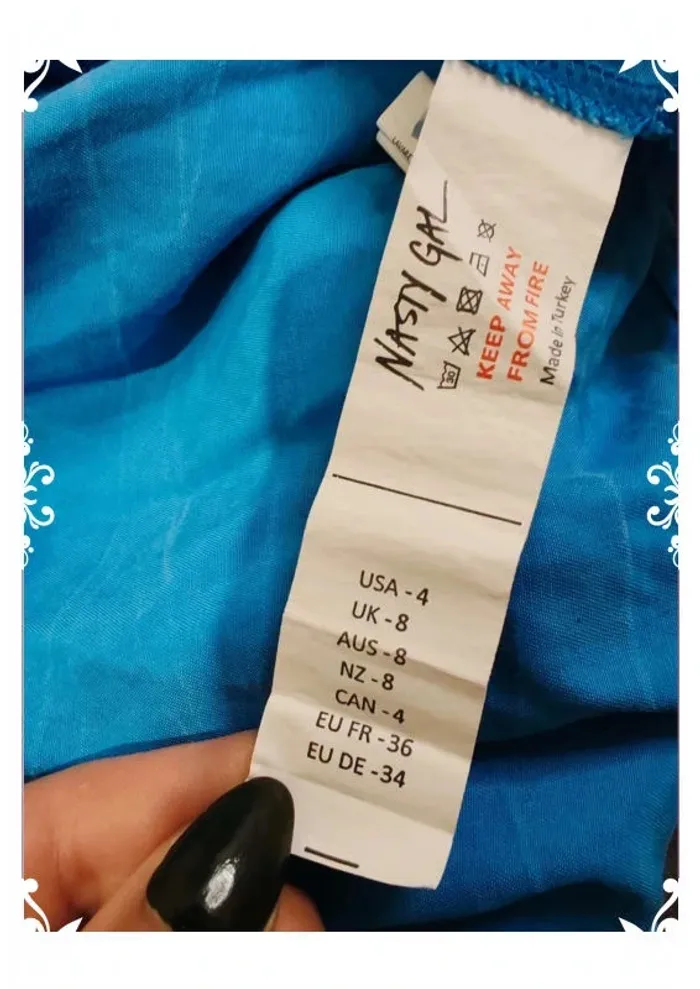 NASTY GAL
30
KEEP AWAY
FROM FIRE
Made in Turkey
USA - 4
UK - 8
AUS - 8
NZ - 8
CAN - 4
EU FR - 36
EU DE -34